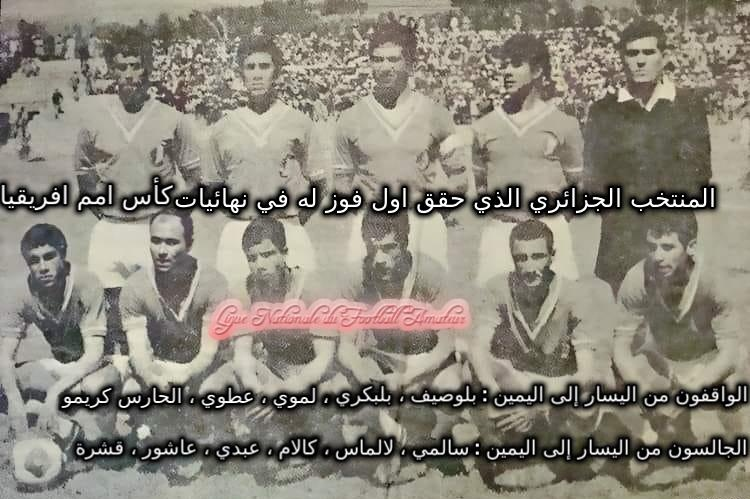 المنتخب الجزائري الذي حقق اول فوز له في نهائيات كأس امم افريقيا
Ligue Nationale du Football Amateur
الواقفون من اليسار إلى اليمين : بلوصيف ، بلبكري ، لموي ، عطوي ، الحارس كريمو
الجالسون من اليسار إلى اليمين : سالمي ، لالماس ، كالام ، عبدي ، عاشور ، قشرة